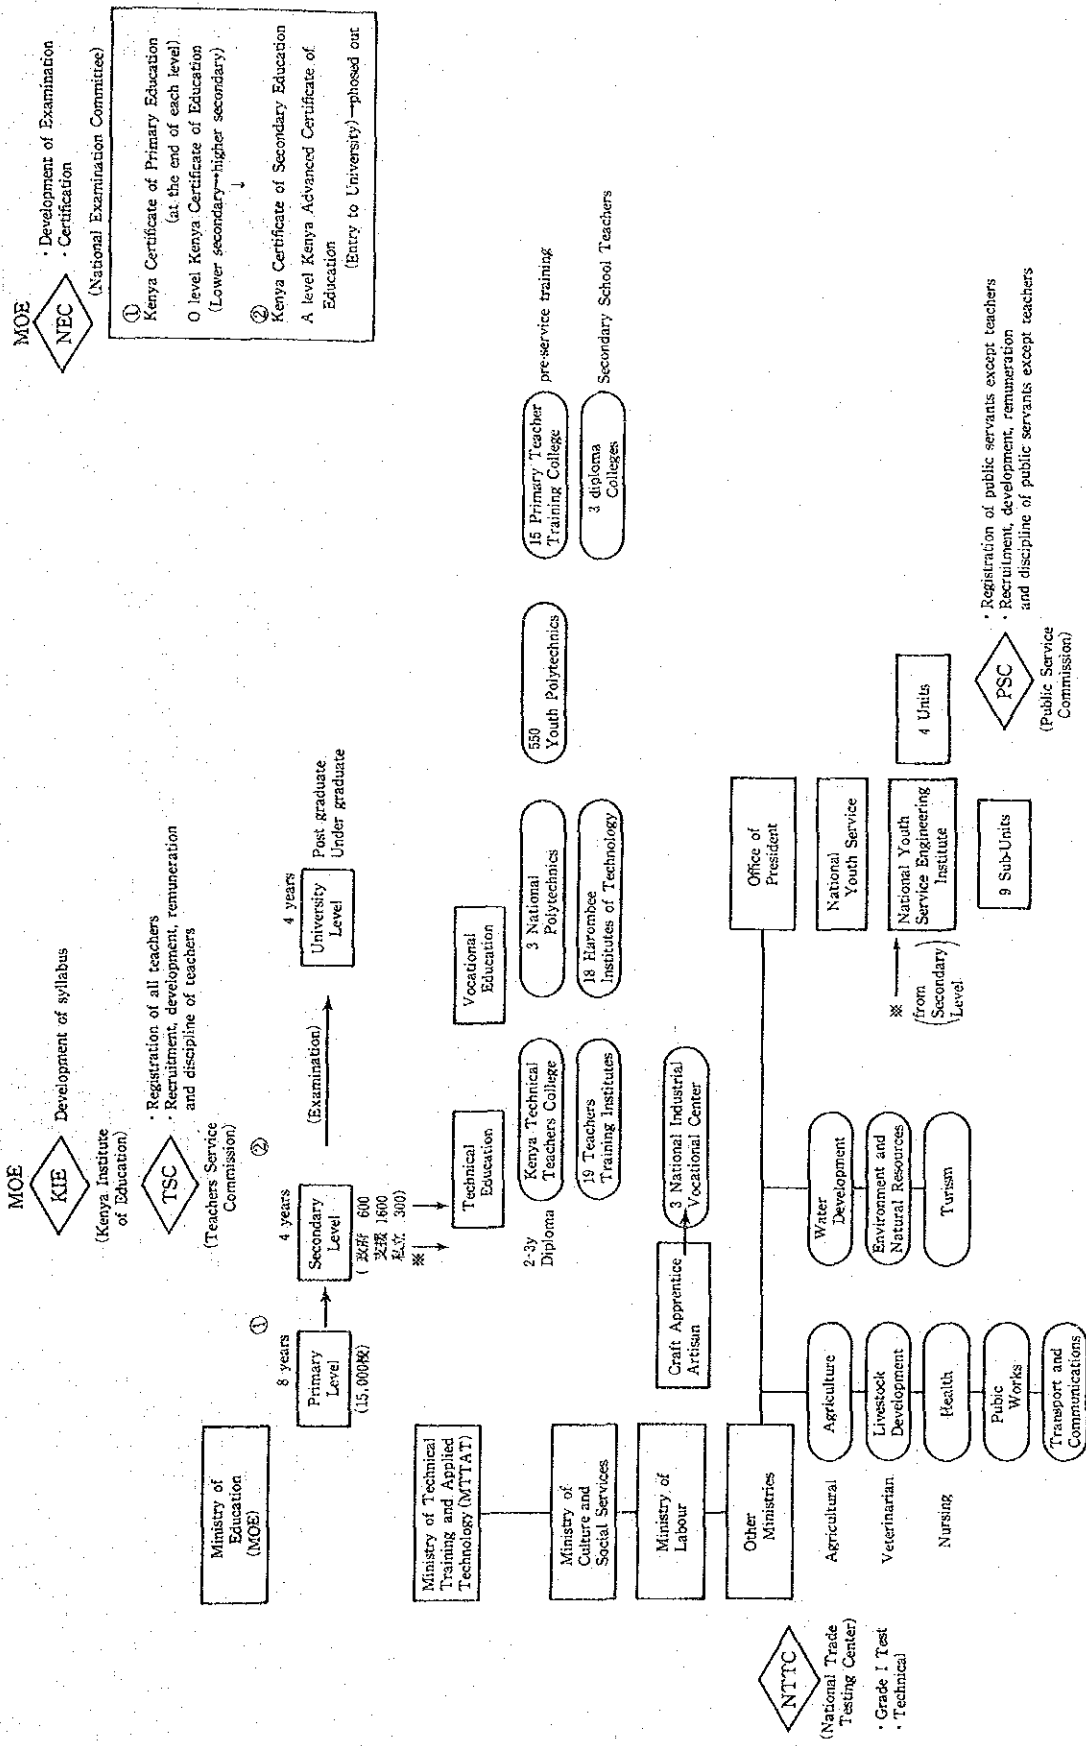 MOE
KIE
・Development of syllabus
(Kenya Institute
of Education)
TSC
・Registration of all teachers
・Recruitment, development, remuneration
and discipline of teachers
(Teachers Service
Commission)
MOE
NEC
・Development of Examination
・Certification
(National Examination Committee)
①
Kenya Certificate of Primary Education
(at the end of each level)
O level Kenya Certificate of Education
(Lower secondary→higher secondary)
↓
②
Kenya Certificate of Secondary Education
A level Kenya Advanced Certificate of
Education
(Entry to University)→phosed out
Ministry of
Education
(MOE)
8 years
①
Primary
Level
(15,000校)
4 years
②
Secondary
Level
(政府 600
支援 1600
私立 300)
※
(Examination)
4 years
University
Level
Post graduate
Under graduate
Ministry of Technical
Training and Applied
Technology (MTTAT)
Technical
Education
Vocational
Education
2-3y
Diploma
Kenya Technical
Teachers College
3 National
Polytechnics
550
Youth Polytechnics
15 Primary Teacher
Training College
pre-service training
19 Teachers
Training Institutes
18 Harombee
Institutes of Technology
3 diploma
Colleges
Secondary School Teachers
Ministry of
Culture and
Social Services
Ministry of
Labour
Craft Apprentice
Artisan
3 National Industrial
Vocational Center
Other
Ministries
Office of
President
NTTC
(National Trade
Testing Center)
・Grade I Test
・Technical
Agricultural
Agriculture
Water
Development
National
Youth Service
Veterinarian
Livestock
Development
Environment and
Natural Resources
※
(from
Secondary
Level)
National Youth
Service Engineering
Institute
4 Units
Nursing
Health
Turism
9 Sub-Units
Pubic
Works
Transport and
Communications
PSC
(Public Service
Commission)
・Registration of public servants except teachers
・Recruitment, development, remuneration
and discipline of public servants except teachers